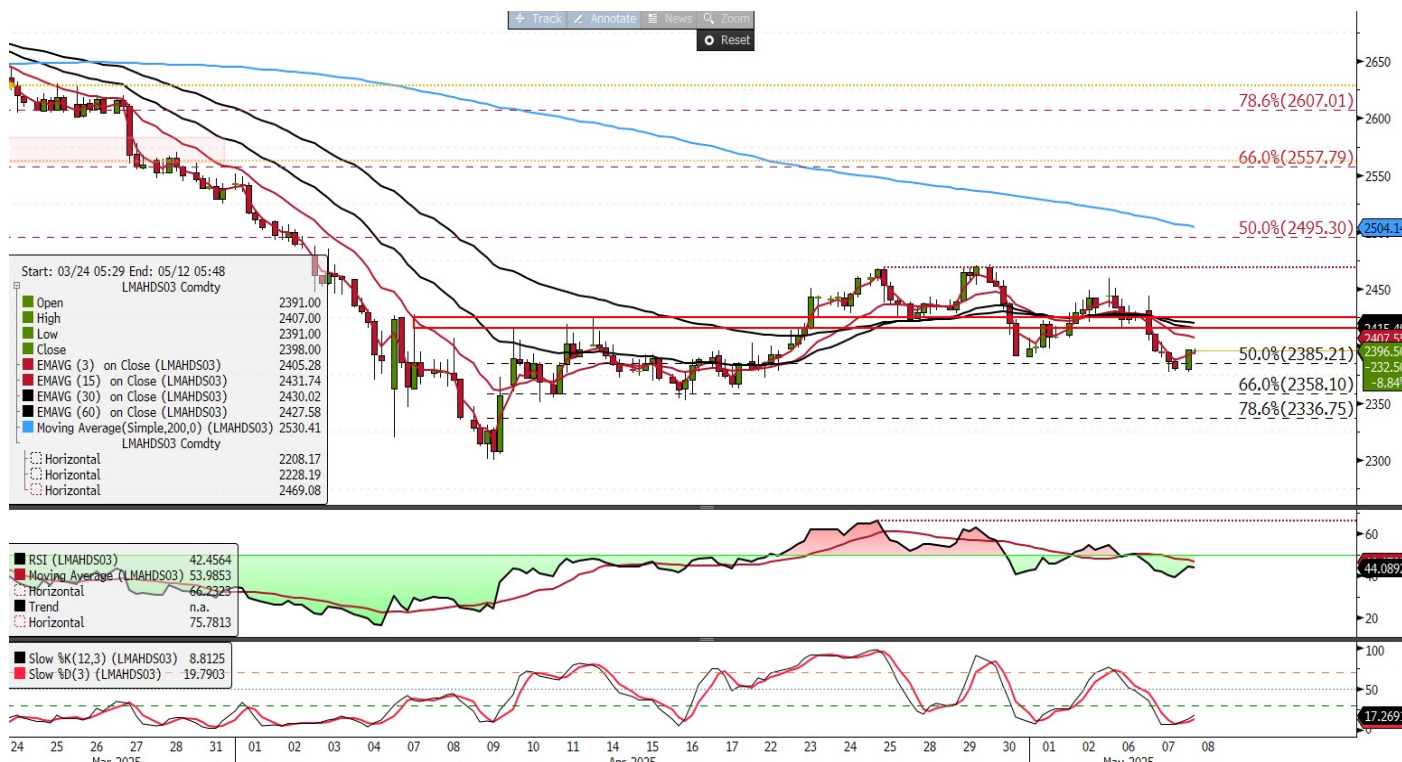 Track Annotate News Zoom
Reset
2650
78.6%(2607.01)
2600
66.0%(2557.79)
2550
50.0%(2495.30)
2504.14
Start: 03/24 05:29 End: 05/12 05:48
LMAHDS03 Comdty
Open 2391.00
High 2407.00
Low 2391.00
Close 2398.00
EMAVG (3) on Close (LMAHDS03) 2405.28
EMAVG (15) on Close (LMAHDS03) 2431.74
EMAVG (30) on Close (LMAHDS03) 2430.02
EMAVG (60) on Close (LMAHDS03) 2427.58
Moving Average(Simple,200,0) (LMAHDS03) 2530.41
LMAHDS03 Comdty
Horizontal 2208.17
Horizontal 2228.19
Horizontal 2469.08
2450
2407.55
2396.50
-232.50
-8.84%
50.0%(2385.21)
66.0%(2358.10)
2350
78.6%(2336.75)
2300
RSI (LMAHDS03) 42.4564
Moving Average (LMAHDS03) 53.9853
Horizontal 66.2323
Trend n.a.
Horizontal 75.7813
60
44.0892
20
Slow %K(12,3) (LMAHDS03) 8.8125
Slow %D(3) (LMAHDS03) 19.7903
100
50
17.2691
0
24 25 26 27 28 31 01 02 03 04 07 08 09 10 11 14 15 16 17 22 23 24 25 28 29 30 01 02 06 07 08
Mar 2025 Apr 2025 May 2025